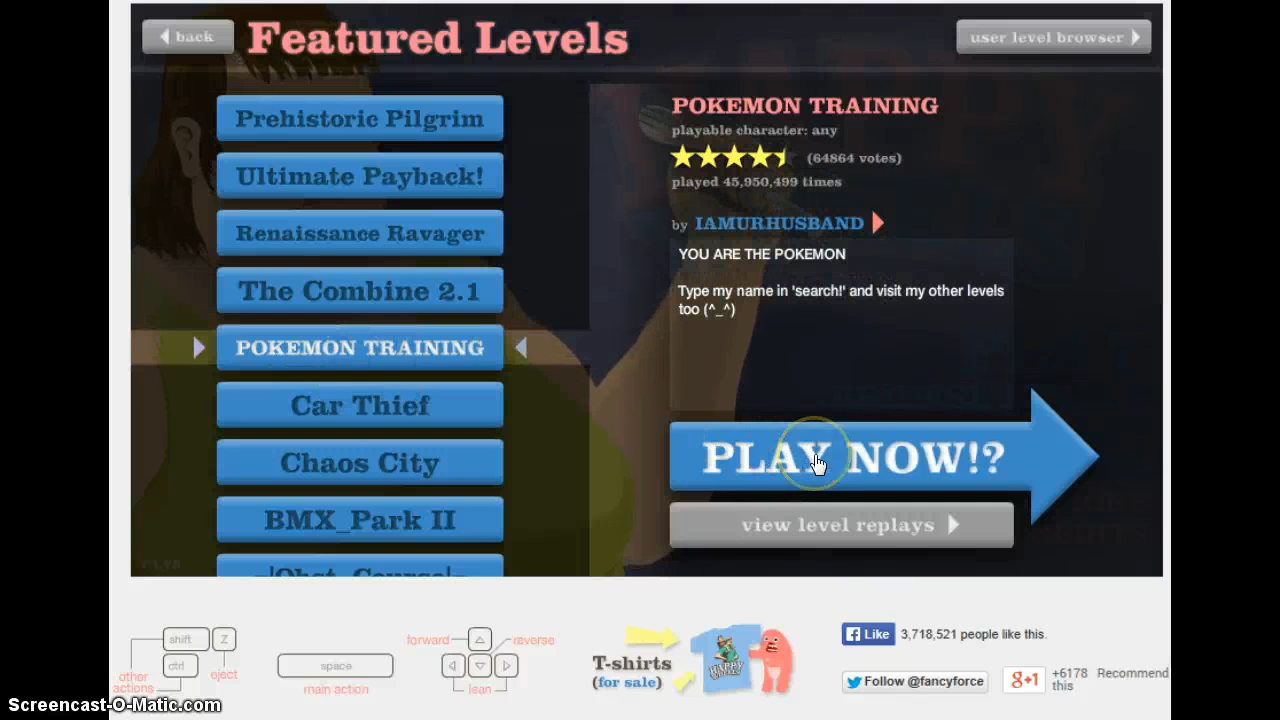 back
Featured Levels
user level browser
Prehistoric Pilgrim
Ultimate Payback!
Renaissance Ravager
The Combine 2.1
POKEMON TRAINING
Car Thief
Chaos City
BMX_Park II
POKEMON TRAINING
playable character: any
(64864 votes)
played 45,950,499 times
by IAMURHUSBAND
YOU ARE THE POKEMON
Type my name in 'search!' and visit my other levels
too (^_^)
PLAY NOW!?
view level replays
shift
Z
ctrl
other
actions
eject
space
main action
forward
reverse
lean
T-shirts
(for sale)
HAPPY
WHEELS
Like
3,718,521 people like this.
Follow @fancyforce
g+1
+6178 Recommend
this
Screencast-O-Matic.com